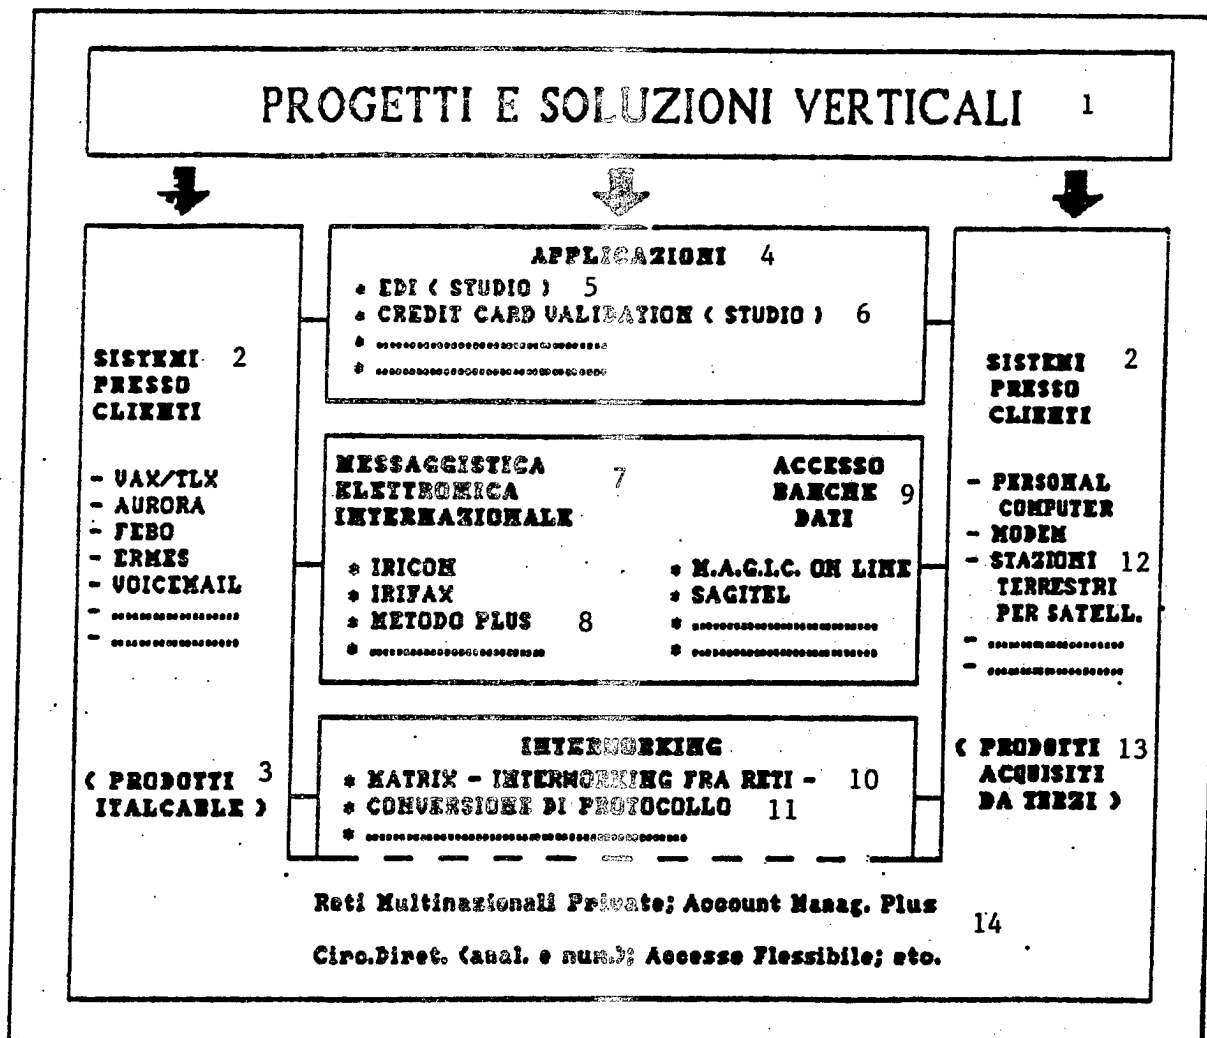 PROGETTI E SOLUZIONI VERTICALI 1
SISTEMI 2
PRESSO
CLIENTI
- VAX/TLX
- AURORA
- FEBO
- ERMES
- VOICEMAIL
- ..................
- ..................
( PRODOTTI 3
ITALCABLE )
APPLICAZIONI 4
* EDI ( STUDIO ) 5
* CREDIT CARD VALIDATION ( STUDIO ) 6
* ..................
* ..................
MESSAGGISTICA
ELETTRONICA 7
INTERNAZIONALE
* IRICON
* IRIFAX
* METODO PLUS 8
* ..................
ACCESSO
BANCHE 9
DATI
* M.A.G.I.C. ON LINE
* SAGITEL
* ..................
* ..................
INTERWORKING
* MATRIX - INTERWORKING FRA RETI - 10
* CONVERSIONE DI PROTOCOLLO 11
* ..................
SISTEMI 2
PRESSO
CLIENTI
- PERSONAL
COMPUTER
- MODEM
- STAZIONI 12
TERRESTRI
PER SATELL.
- ..................
- ..................
( PRODOTTI 13
ACQUISITI
DA TERZI )
Reti Multinazionali Private; Account Manag. Plus
14
Circ.Diret. (anal. e num.); Accesso Flessibile; etc.